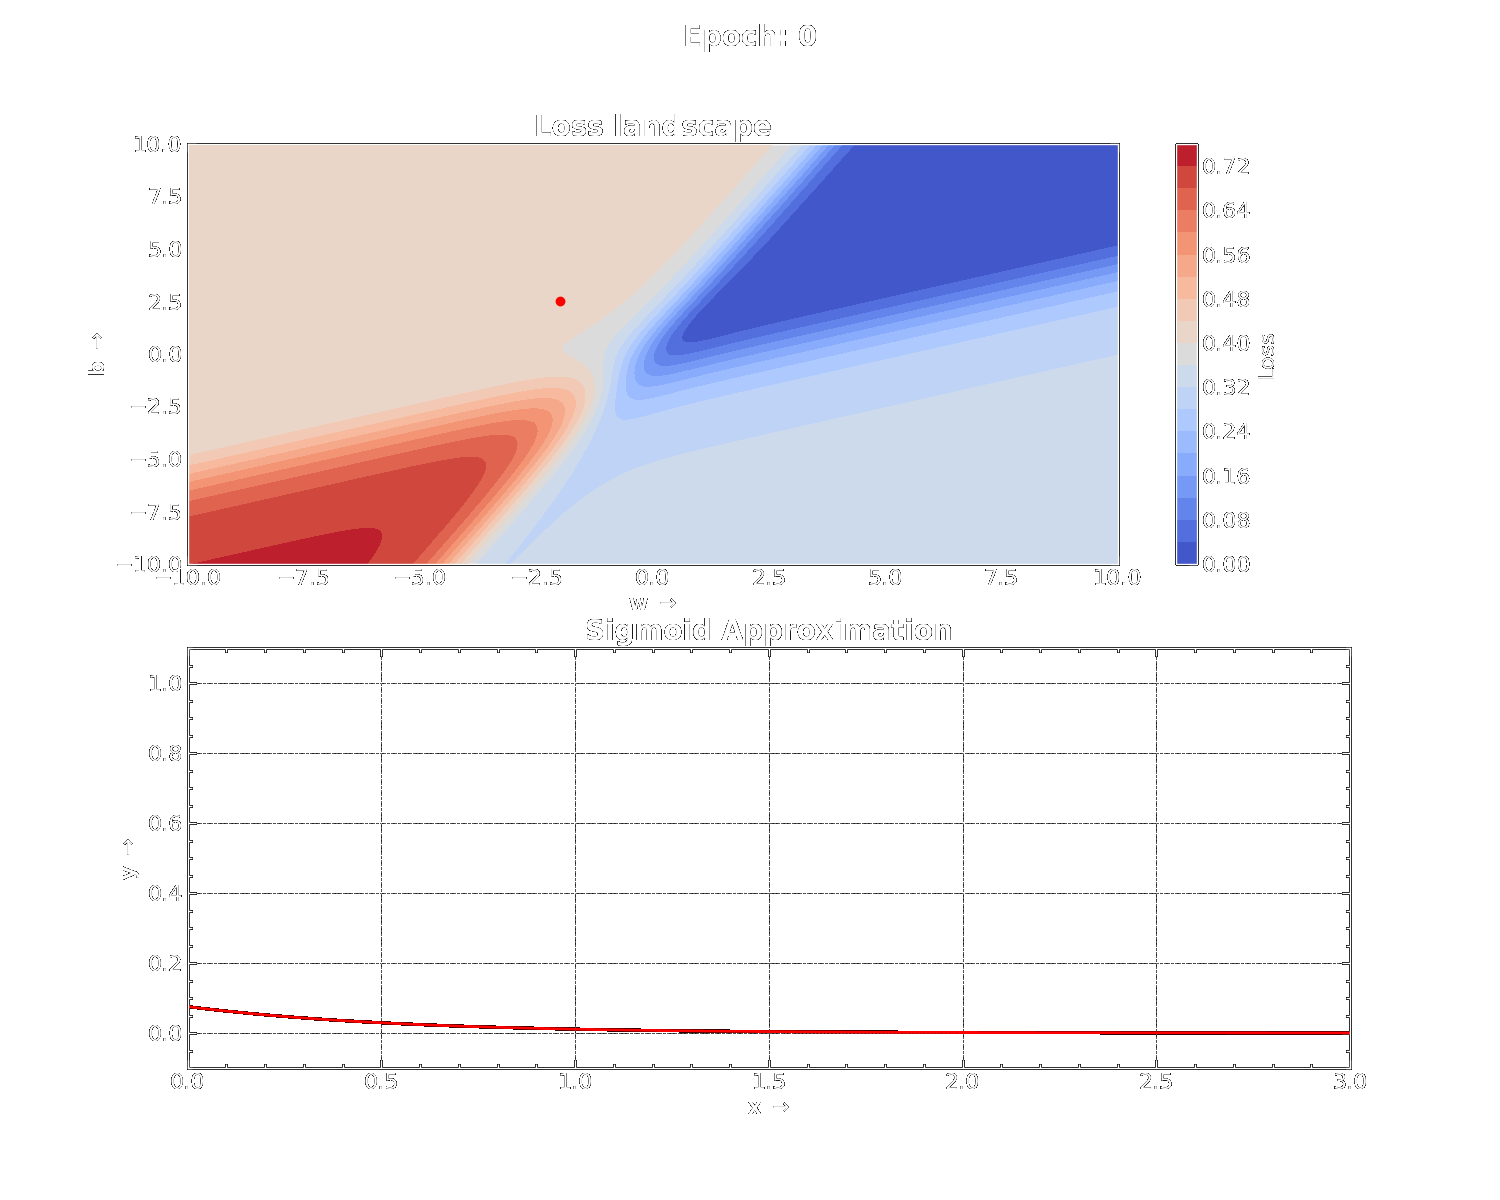 Epoch: 0
Loss landscape
10.0
7.5
5.0
2.5
0.0
−2.5
−5.0
−7.5
−10.0
b →
−10.0 −7.5 −5.0 −2.5 0.0 2.5 5.0 7.5 10.0
w →
0.72
0.64
0.56
0.48
0.40
0.32
0.24
0.16
0.08
0.00
Loss
Sigmoid Approximation
1.0
0.8
0.6
0.4
0.2
0.0
y →
0.0 0.5 1.0 1.5 2.0 2.5 3.0
x →